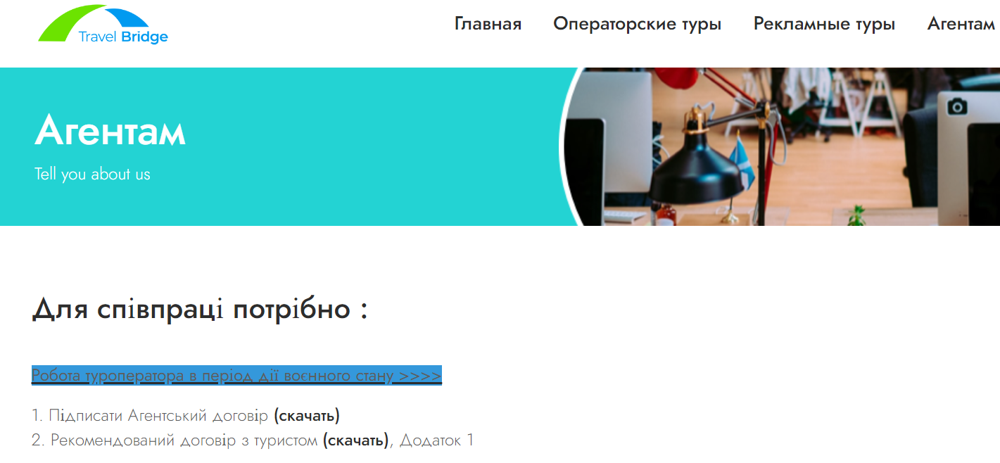 Travel Bridge
Главная Операторские туры Рекламные туры Агентам
Агентам
Tell you about us
Для співпраці потрібно :
Робота туроператора в період дії воєнного стану >>>>
1. Підписати Агентський договір (скачать)
2. Рекомендований договір з туристом (скачать), Додаток 1